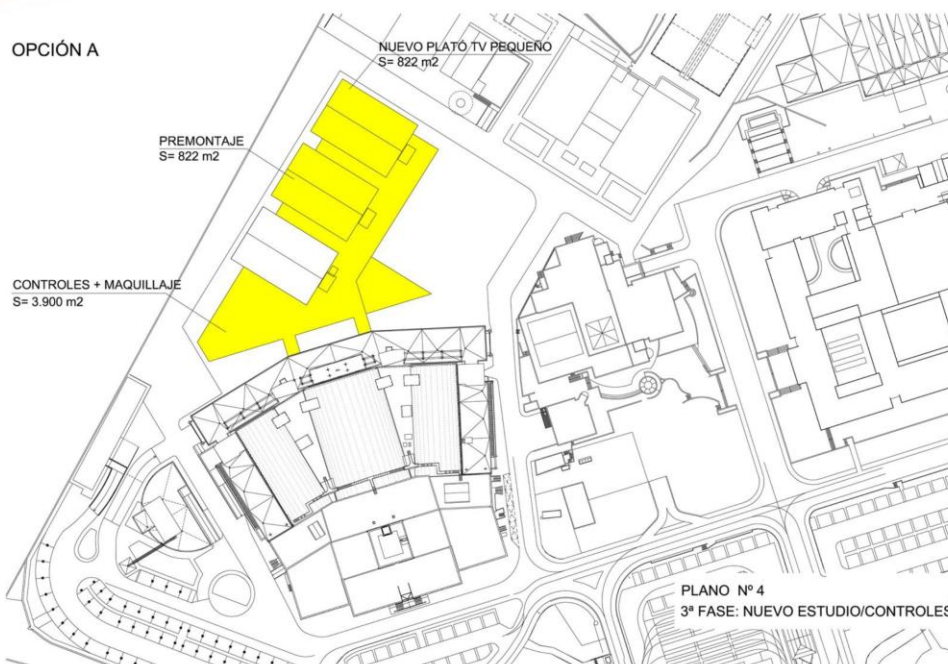 OPCIÓN A
NUEVO PLATÓ TV PEQUEÑO
S= 822 m2
PREMONTAJE
S= 822 m2
CONTROLES + MAQUILLAJE
S= 3.900 m2
PLANO Nº 4
3ª FASE: NUEVO ESTUDIO/CONTROLES